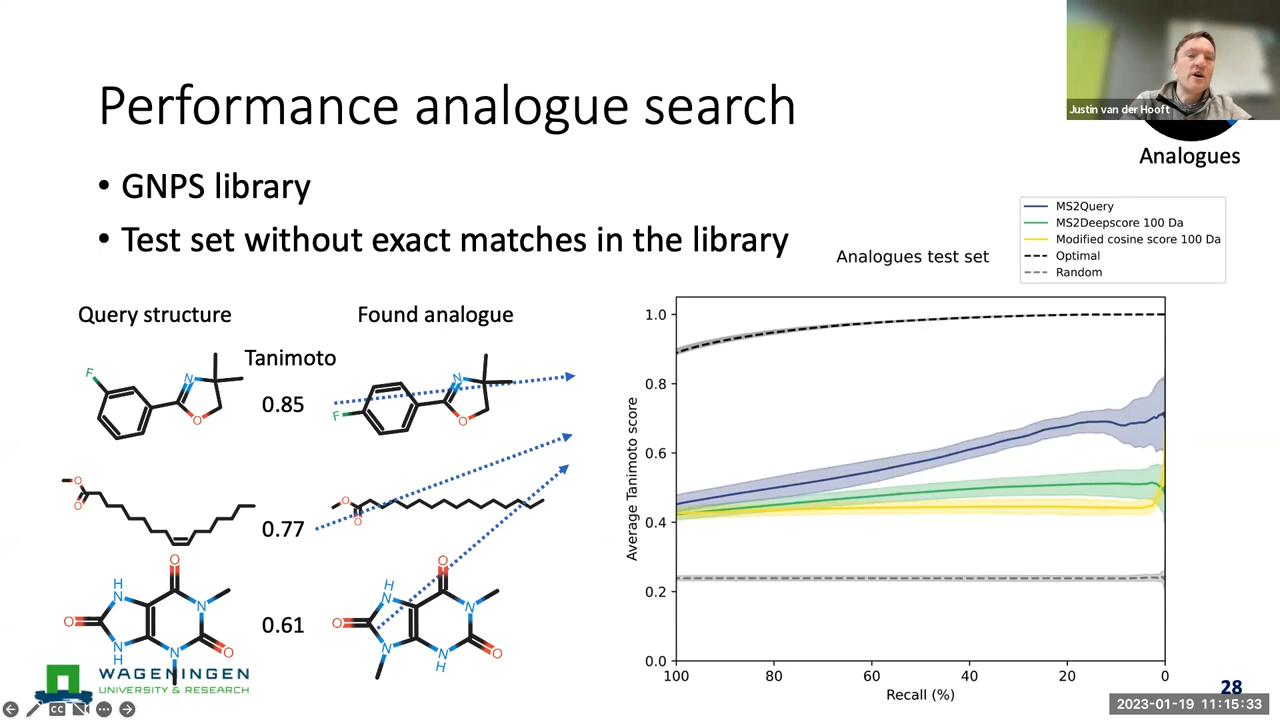 Justin van der Hooft
Performance analogue search
Analogues
• GNPS library
• Test set without exact matches in the library
MS2Query
MS2Deepscore 100 Da
Modified cosine score 100 Da
Optimal
Random
Analogues test set
Query structure
Found analogue
Tanimoto
F
N
O
0.85
F
N
O
O
O
0.77
O
O
O
H
N
N
O
N
H
N
O
0.61
O
H
N
N
O
N
N
H
O
Average Tanimoto score
1.0
0.8
0.6
0.4
0.2
0.0
100
80
60
40
20
0
Recall (%)
WAGENINGEN
UNIVERSITY & RESEARCH
CC
28
2023-01-19 11:15:33